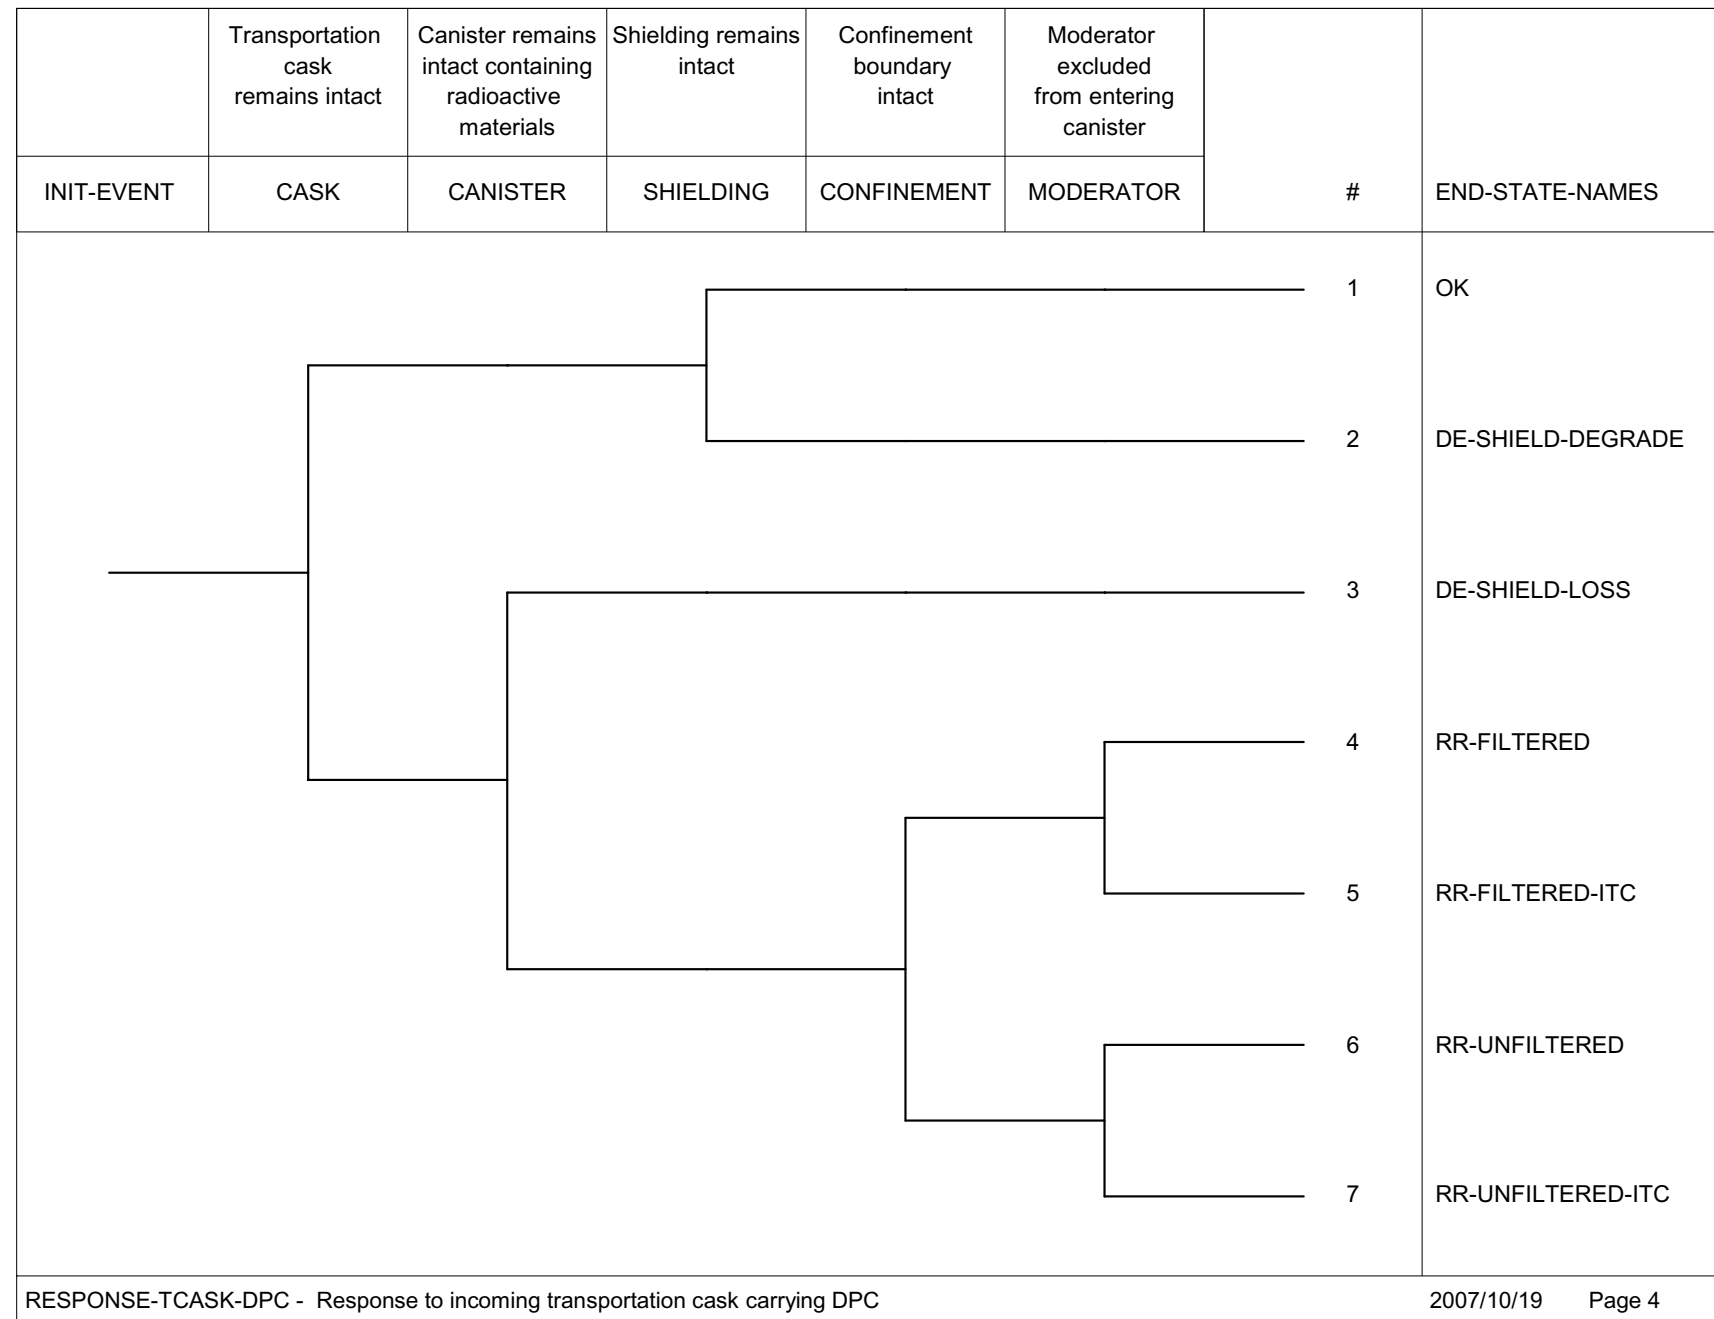 Transportation
cask
remains intact
Canister remains
intact containing
radioactive
materials
Shielding remains
intact
Confinement
boundary
intact
Moderator
excluded
from entering
canister
INIT-EVENT
CASK
CANISTER
SHIELDING
CONFINEMENT
MODERATOR
#
END-STATE-NAMES
1 OK
2 DE-SHIELD-DEGRADE
3 DE-SHIELD-LOSS
4 RR-FILTERED
5 RR-FILTERED-ITC
6 RR-UNFILTERED
7 RR-UNFILTERED-ITC
RESPONSE-TCASK-DPC - Response to incoming transportation cask carrying DPC 2007/10/19 Page 4